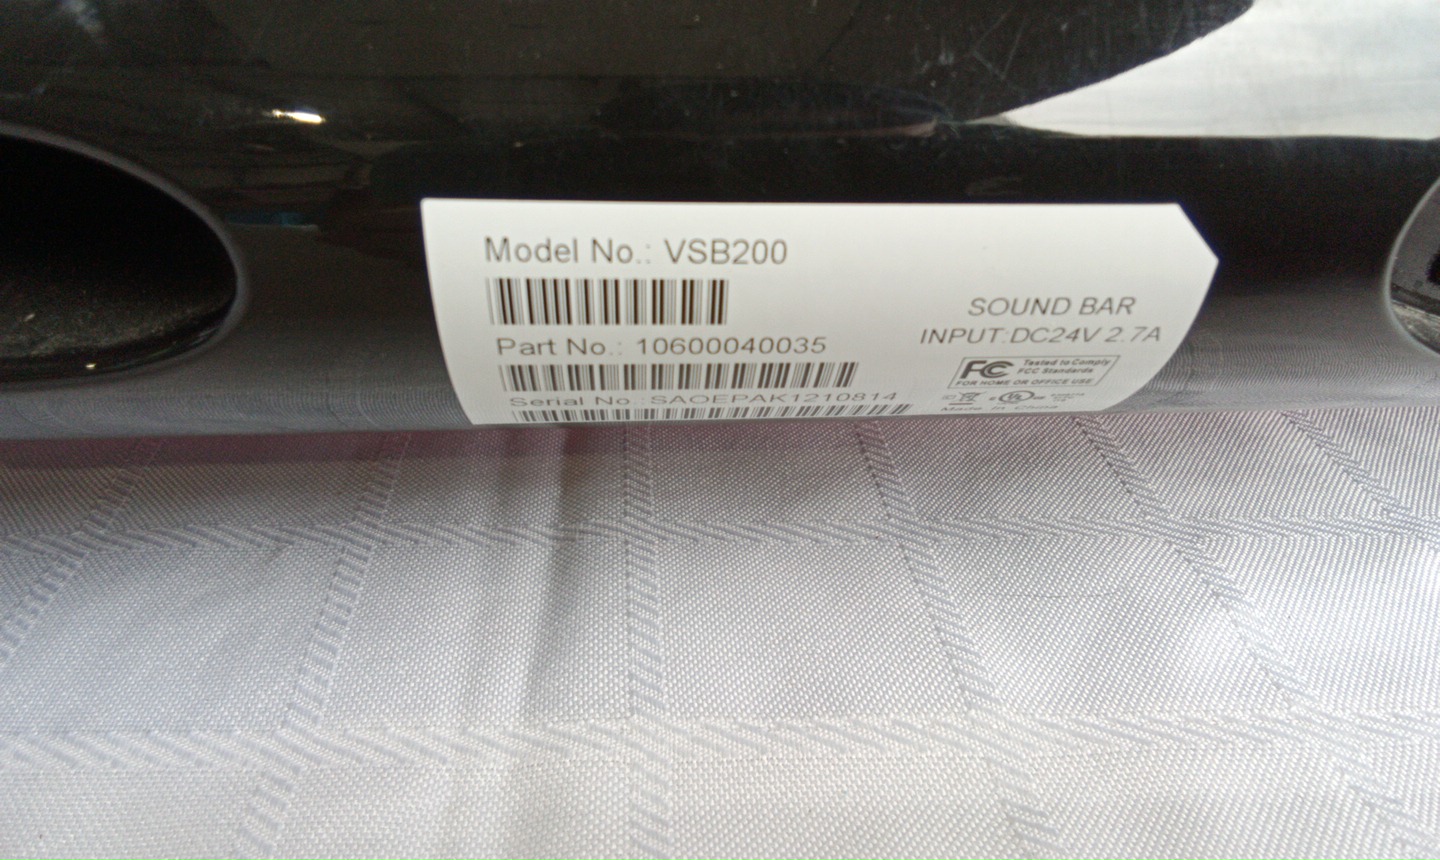 Model No.: VSB200
Part No.: 10600040035
Serial No.: SAOEPAK1210814
SOUND BAR
INPUT:DC24V 2.7A
FC Tested to Comply
FCC Standards
FOR HOME OR OFFICE USE
UL
Made in China